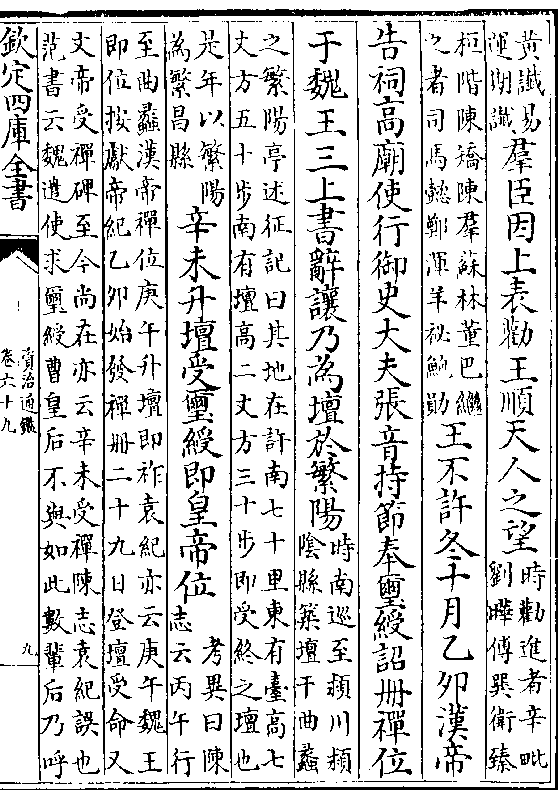 黃讖易
運期讖
羣臣因上表勸王順天人之望
時勸進者辛毗
劉曄傅巽衛臻
桓階陳矯陳羣蘇林董巴繼
之者司馬懿鄭渾羊祕鮑勛
王不許冬十月乙卯漢帝
告祠高廟使行御史大夫張音持節奉璽綬詔冊禪位
于魏王三上書辭讓乃為壇於繁陽
時南巡至潁川潁
陰縣築壇于曲蠡
之繁陽亭述征記曰其地在許南七十里東有臺高七
丈方五十步南有壇高二丈方三十步即受終之壇也
是年以繁陽
為繁昌縣
辛未升壇受璽綬即皇帝位
考異曰陳
志云丙午行
至曲蠡漢帝禪位庚午升壇即祚袁紀亦云庚午魏王
即位按獻帝紀乙卯始發禪冊二十九日登壇受命又
文帝受禪碑至今尚在亦云辛未受禪陳志袁紀誤也
范書云魏遣使求璽綬曹皇后不與如此數輩后乃呼
欽定四庫全書
資治通鑑
卷六十九
九